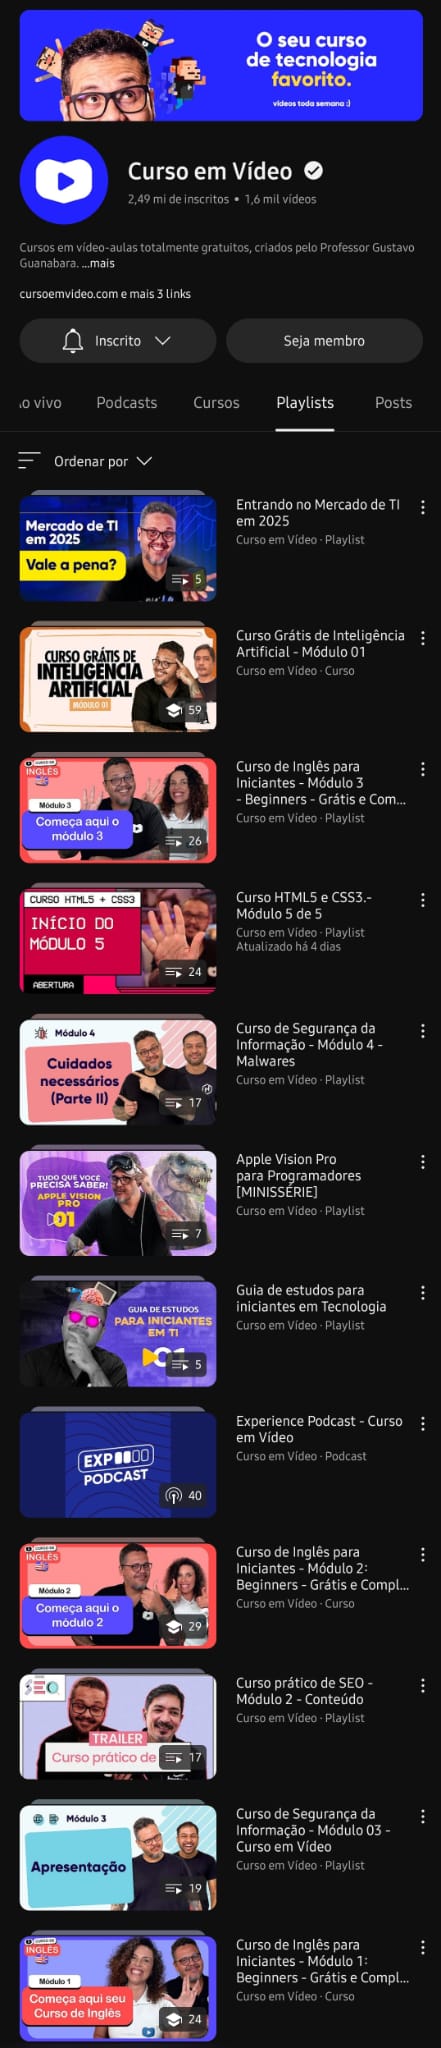 O seu curso
de tecnologia
favorito.
vídeos toda semana :)
Curso em Vídeo
2,49 mi de inscritos • 1,6 mil vídeos
Cursos em vídeo-aulas totalmente gratuitos, criados pelo Professor Gustavo
Guanabara. ...mais
cursoemvideo.com e mais 3 links
Inscrito
Seja membro
o vivo
Podcasts
Cursos
Playlists
Posts
Ordenar por
Mercado de TI
em 2025
Vale a pena?
5
Entrando no Mercado de TI
em 2025
Curso em Vídeo · Playlist
CURSO GRÁTIS DE
INTELIGÊNCIA
ARTIFICIAL
MÓDULO 01
59
Curso Grátis de Inteligência
Artificial - Módulo 01
Curso em Vídeo · Curso
CURSO DE
INGLÊS
Módulo 3
Começa aqui o
módulo 3
26
Curso de Inglês para
Iniciantes - Módulo 3
- Beginners - Grátis e Com...
Curso em Vídeo · Playlist
CURSO HTML5 + CSS3
INÍCIO DO
MÓDULO 5
ABERTURA
24
Curso HTML5 e CSS3.-
Módulo 5 de 5
Curso em Vídeo · Playlist
Atualizado há 4 dias
Módulo 4
Cuidados
necessários
(Parte II)
17
Curso de Segurança da
Informação - Módulo 4 -
Malwares
Curso em Vídeo · Playlist
TUDO QUE VOCÊ
PRECISA SABER!
APPLE VISION
PRO
01
7
Apple Vision Pro
para Programadores
[MINISSÉRIE]
Curso em Vídeo · Playlist
GUIA DE ESTUDOS
PARA INICIANTES
EM TI
01
5
Guia de estudos para
iniciantes em Tecnologia
Curso em Vídeo · Playlist
EXP
PODCAST
40
Experience Podcast - Curso
em Vídeo
Curso em Vídeo · Podcast
CURSO DE
INGLÊS
Módulo 2
Começa aqui o
módulo 2
29
Curso de Inglês para
Iniciantes - Módulo 2:
Beginners - Grátis e Compl...
Curso em Vídeo · Curso
SEO
TRAILER
Curso prático de
17
Curso prático de SEO -
Módulo 2 - Conteúdo
Curso em Vídeo · Playlist
Módulo 3
Apresentação
19
Curso de Segurança da
Informação - Módulo 03 -
Curso em Vídeo
Curso em Vídeo · Playlist
CURSO DE
INGLÊS
Módulo 1
Começa aqui seu
Curso de Inglês
24
Curso de Inglês para
Iniciantes - Módulo 1:
Beginners - Grátis e Compl...
Curso em Vídeo · Curso